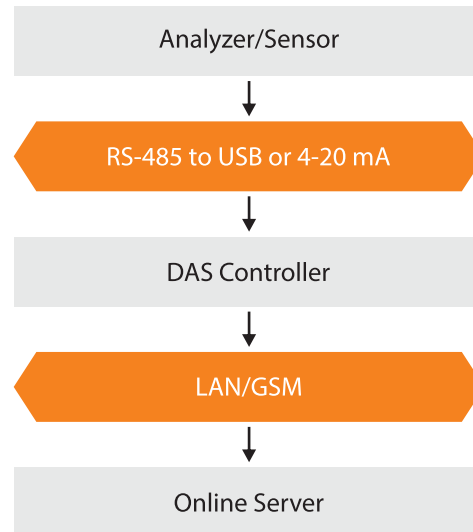 Analyzer/Sensor
RS-485 to USB or 4-20 mA
DAS Controller
LAN/GSM
Online Server